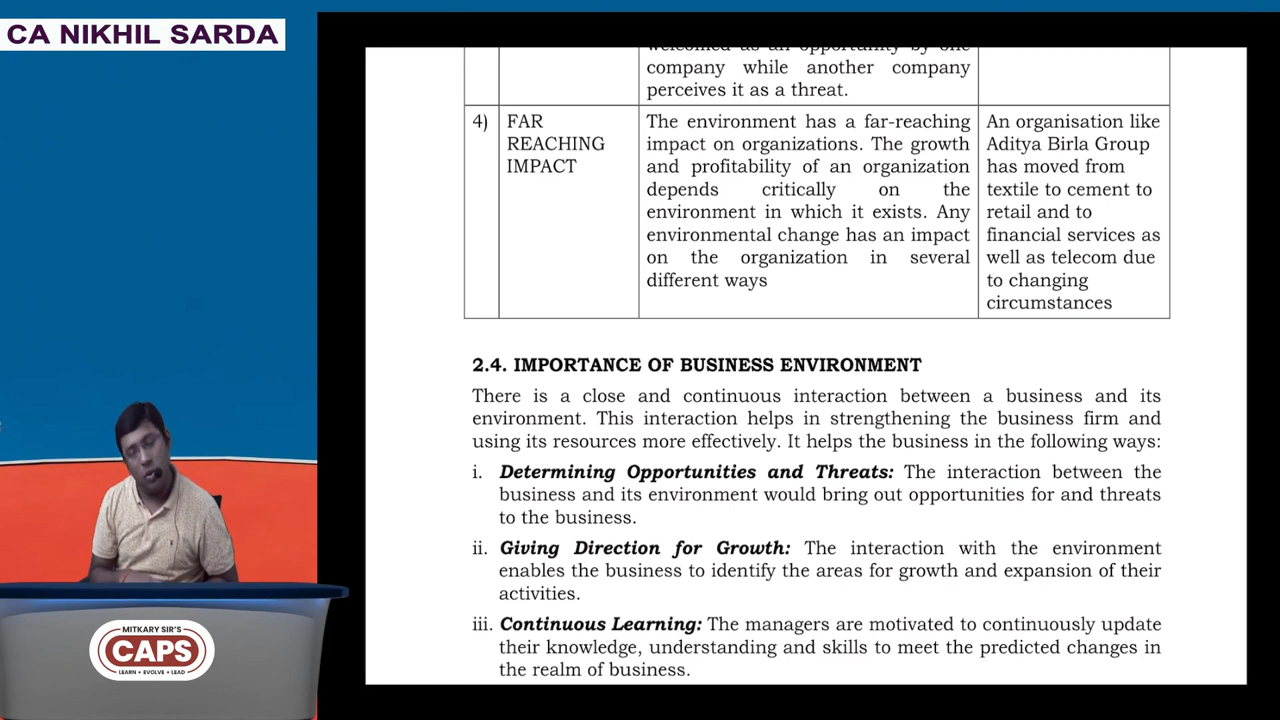 CA NIKHIL SARDA
welcomed as an opportunity by one
company while another company
perceives it as a threat.
4)
FAR
REACHING
IMPACT
The environment has a far-reaching
impact on organizations. The growth
and profitability of an organization
depends critically on the
environment in which it exists. Any
environmental change has an impact
on the organization in several
different ways
An organisation like
Aditya Birla Group
has moved from
textile to cement to
retail and to
financial services as
well as telecom due
to changing
circumstances
2.4. IMPORTANCE OF BUSINESS ENVIRONMENT
There is a close and continuous interaction between a business and its
environment. This interaction helps in strengthening the business firm and
using its resources more effectively. It helps the business in the following ways:
i. Determining Opportunities and Threats: The interaction between the
business and its environment would bring out opportunities for and threats
to the business.
ii. Giving Direction for Growth: The interaction with the environment
enables the business to identify the areas for growth and expansion of their
activities.
iii. Continuous Learning: The managers are motivated to continuously update
their knowledge, understanding and skills to meet the predicted changes in
the realm of business.
MITKARY SIR'S
CAPS
LEARN • EVOLVE • LEAD